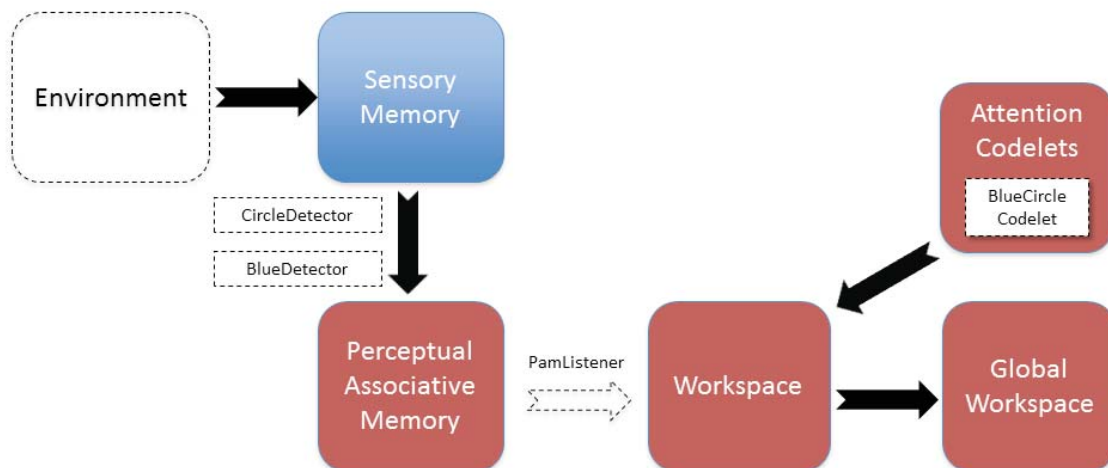 Environment
Sensory
Memory
Attention
Codelets
BlueCircle
Codelet
CircleDetector
BlueDetector
Perceptual
Associative
Memory
PamListener
Workspace
Global
Workspace